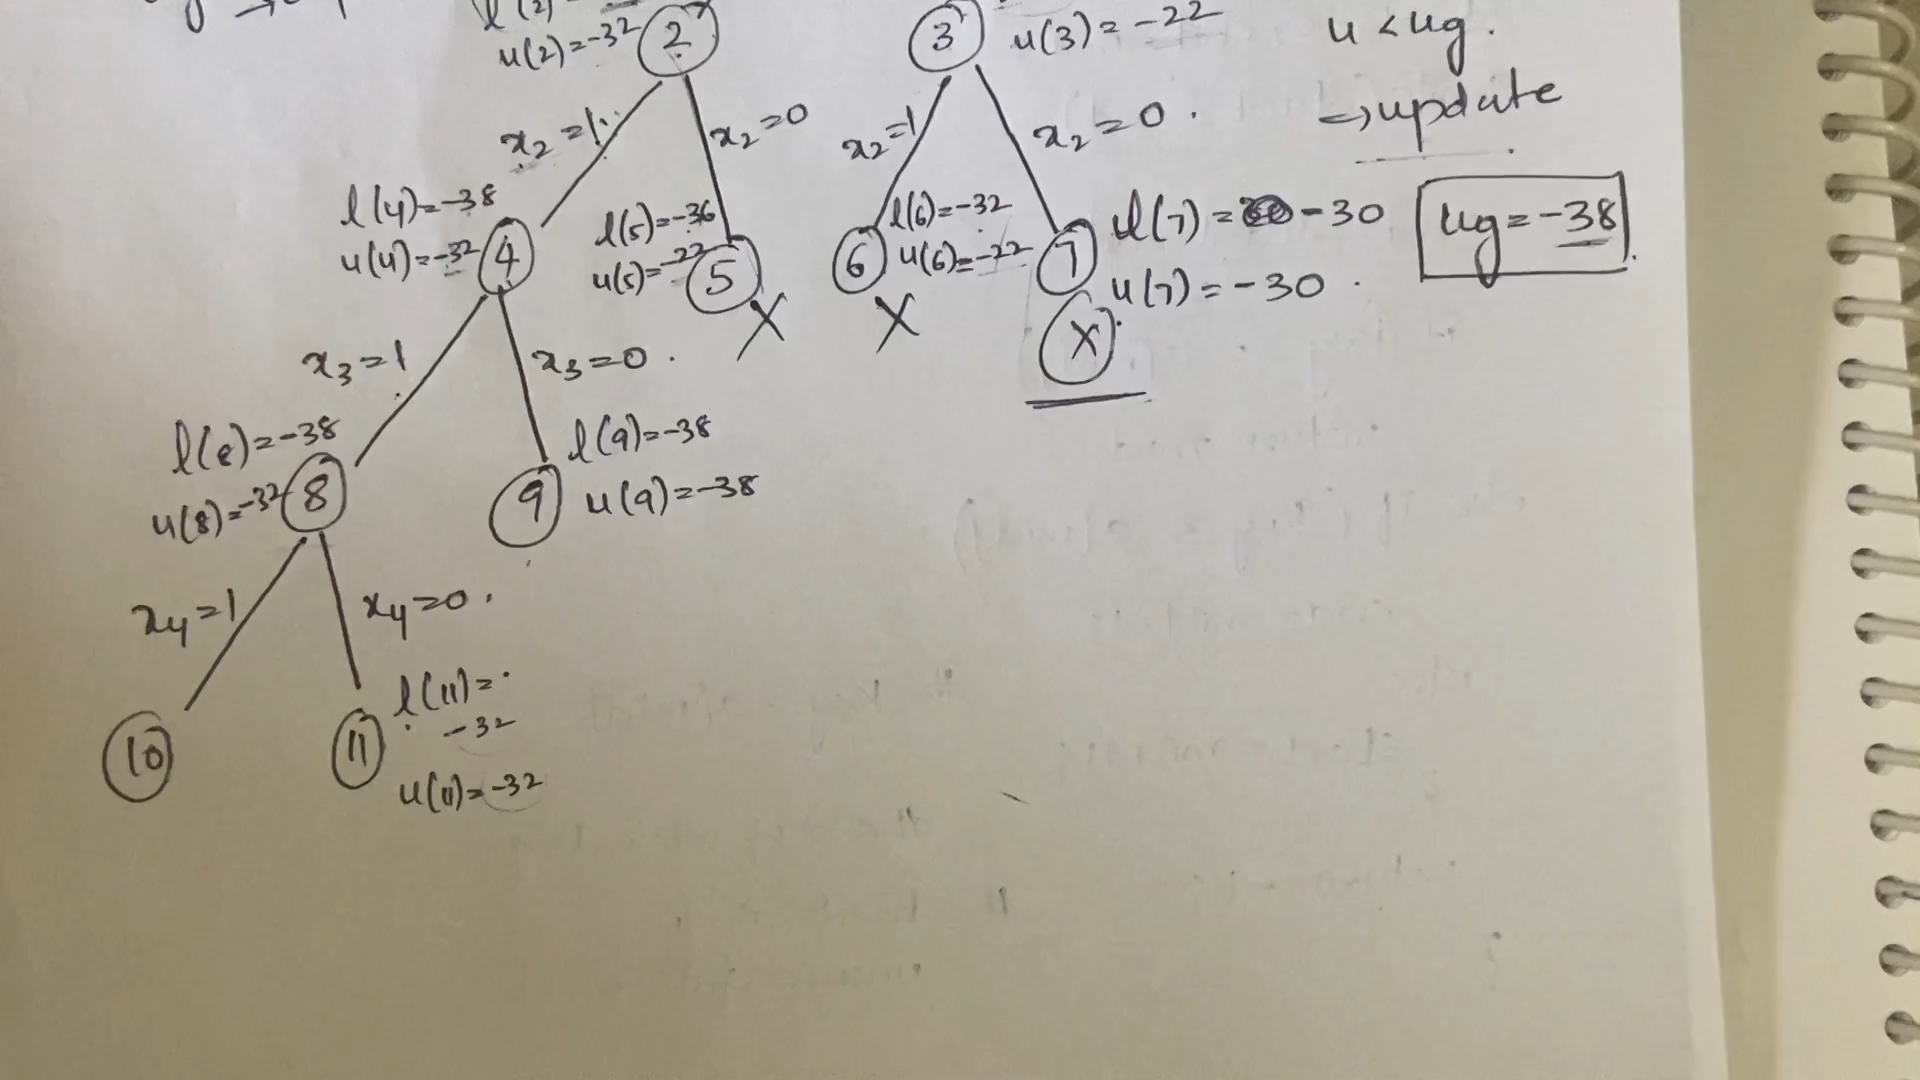 l(2)
u(2)=-32
2
3
u(3)=-22
u<ug.
x2=1
x2=0
x2=1
x2=0.
→update
l(4)=-38
u(4)=-32
4
l(5)=-36
u(5)=-22
5
X
l(6)=-32
6
u(6)=-22
X
7
l(7)=-30
u(7)=-30.
X
ug=-38
x3=1
x3=0.
l(8)=-38
u(8)=-32
8
9
l(9)=-38
u(9)=-38
x4=1
x4=0.
10
11
l(11)=
-32
u(11)=-32